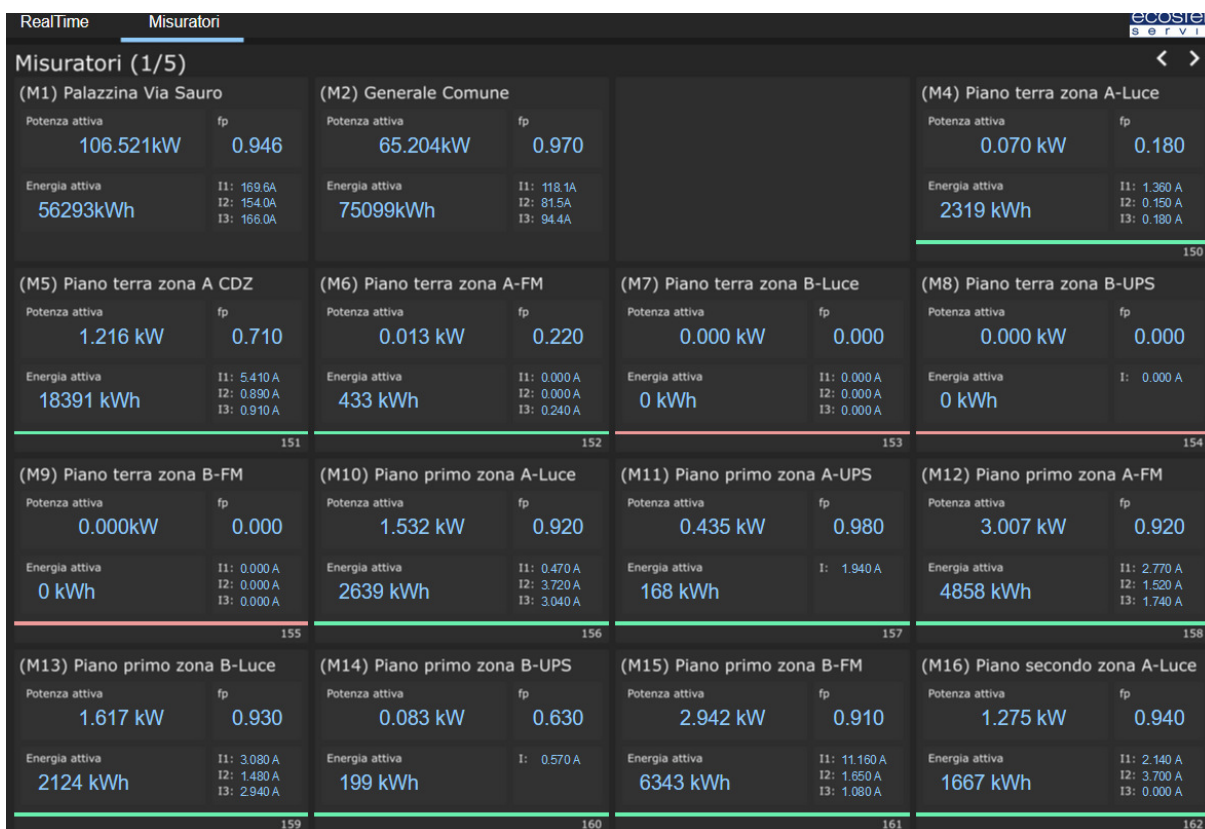 RealTime Misuratori
s e r v i
Misuratori (1/5)
< >
(M1) Palazzina Via Sauro
Potenza attiva fp
106.521kW 0.946
Energia attiva
56293kWh
I1: 169.6A
I2: 154.0A
I3: 166.0A
(M2) Generale Comune
Potenza attiva fp
65.204kW 0.970
Energia attiva
75099kWh
I1: 118.1A
I2: 81.5A
I3: 94.4A
(M4) Piano terra zona A-Luce
Potenza attiva fp
0.070 kW 0.180
Energia attiva
2319 kWh
I1: 1.360 A
I2: 0.150 A
I3: 0.180 A
150
(M5) Piano terra zona A CDZ
Potenza attiva fp
1.216 kW 0.710
Energia attiva
18391 kWh
I1: 5.410 A
I2: 0.890 A
I3: 0.910 A
151
(M6) Piano terra zona A-FM
Potenza attiva fp
0.013 kW 0.220
Energia attiva
433 kWh
I1: 0.000 A
I2: 0.000 A
I3: 0.240 A
152
(M7) Piano terra zona B-Luce
Potenza attiva fp
0.000 kW 0.000
Energia attiva
0 kWh
I1: 0.000 A
I2: 0.000 A
I3: 0.000 A
153
(M8) Piano terra zona B-UPS
Potenza attiva fp
0.000 kW 0.000
Energia attiva
0 kWh
I: 0.000 A
154
(M9) Piano terra zona B-FM
Potenza attiva fp
0.000kW 0.000
Energia attiva
0 kWh
I1: 0.000 A
I2: 0.000 A
I3: 0.000 A
155
(M10) Piano primo zona A-Luce
Potenza attiva fp
1.532 kW 0.920
Energia attiva
2639 kWh
I1: 0.470 A
I2: 3.720 A
I3: 3.040 A
156
(M11) Piano primo zona A-UPS
Potenza attiva fp
0.435 kW 0.980
Energia attiva
168 kWh
I: 1.940 A
157
(M12) Piano primo zona A-FM
Potenza attiva fp
3.007 kW 0.920
Energia attiva
4858 kWh
I1: 2.770 A
I2: 1.520 A
I3: 1.740 A
158
(M13) Piano primo zona B-Luce
Potenza attiva fp
1.617 kW 0.930
Energia attiva
2124 kWh
I1: 3.080 A
I2: 1.480 A
I3: 2.940 A
159
(M14) Piano primo zona B-UPS
Potenza attiva fp
0.083 kW 0.630
Energia attiva
199 kWh
I: 0.570 A
160
(M15) Piano primo zona B-FM
Potenza attiva fp
2.942 kW 0.910
Energia attiva
6343 kWh
I1: 11.160 A
I2: 1.650 A
I3: 1.080 A
161
(M16) Piano secondo zona A-Luce
Potenza attiva fp
1.275 kW 0.940
Energia attiva
1667 kWh
I1: 2.140 A
I2: 3.700 A
I3: 0.000 A
162